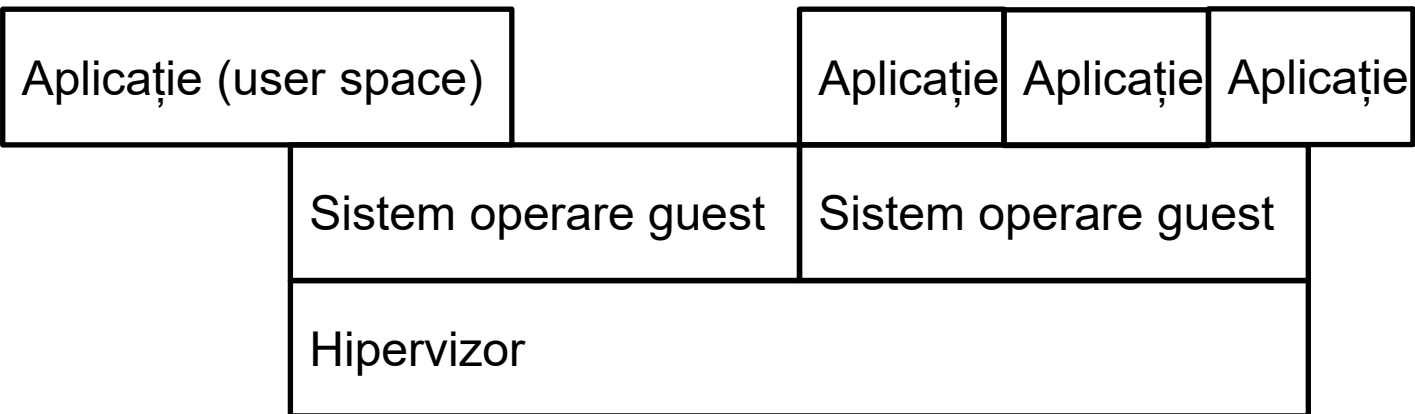 Aplicație (user space)
Aplicație
Aplicație
Aplicație
Sistem operare guest
Sistem operare guest
Hipervizor